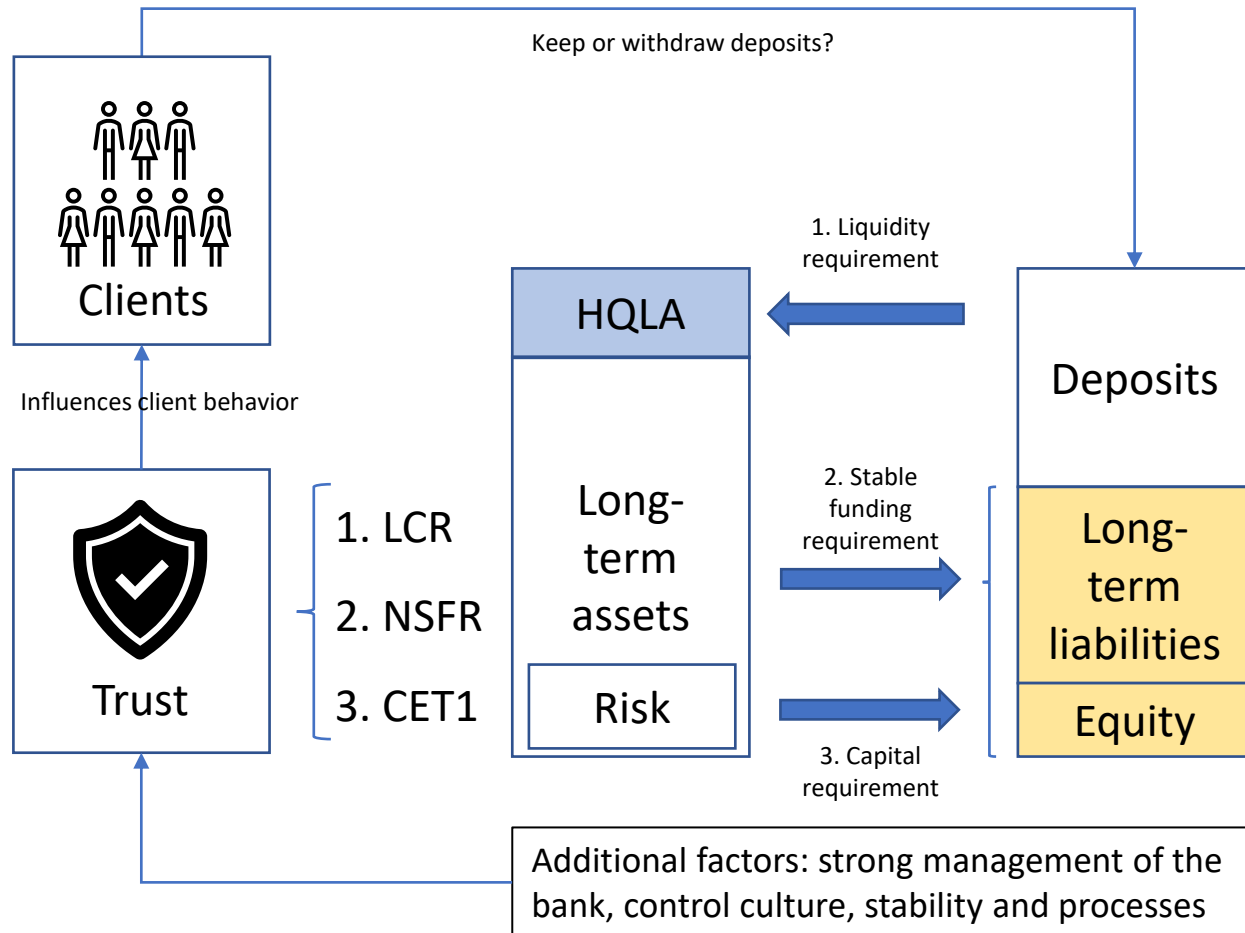 Keep or withdraw deposits?
Clients
Influences client behavior
Trust
1. LCR
2. NSFR
3. CET1
HQLA
Long-
term
assets
Risk
1. Liquidity
requirement
2. Stable
funding
requirement
3. Capital
requirement
Deposits
Long-
term
liabilities
Equity
Additional factors: strong management of the
bank, control culture, stability and processes